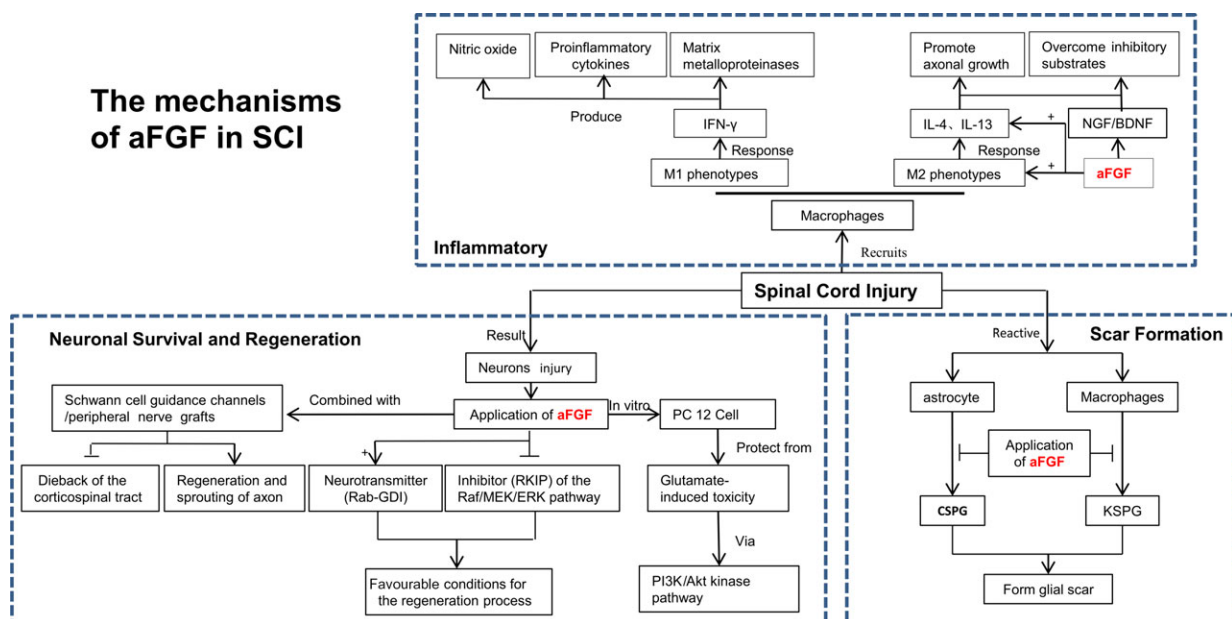 The mechanisms
of aFGF in SCI
Nitric oxide
Proinflammatory
cytokines
Matrix
metalloproteinases
Promote
axonal growth
Overcome inhibitory
substrates
Produce
IFN-γ
IL-4、IL-13
+
NGF/BDNF
Response
Response
M1 phenotypes
M2 phenotypes
+
aFGF
Macrophages
Inflammatory
Recruits
Spinal Cord Injury
Neuronal Survival and Regeneration
Result
Neurons injury
Schwann cell guidance channels
/peripheral nerve grafts
Combined with
Application of aFGF
In vitro
PC 12 Cell
Dieback of the
corticospinal tract
Regeneration and
sprouting of axon
+
Neurotransmitter
(Rab-GDI)
Inhibitor (RKIP) of the
Raf/MEK/ERK pathway
Protect from
Glutamate-
induced toxicity
Via
Favourable conditions for
the regeneration process
PI3K/Akt kinase
pathway
Reactive
Scar Formation
astrocyte
Macrophages
Application
of aFGF
CSPG
KSPG
Form glial scar